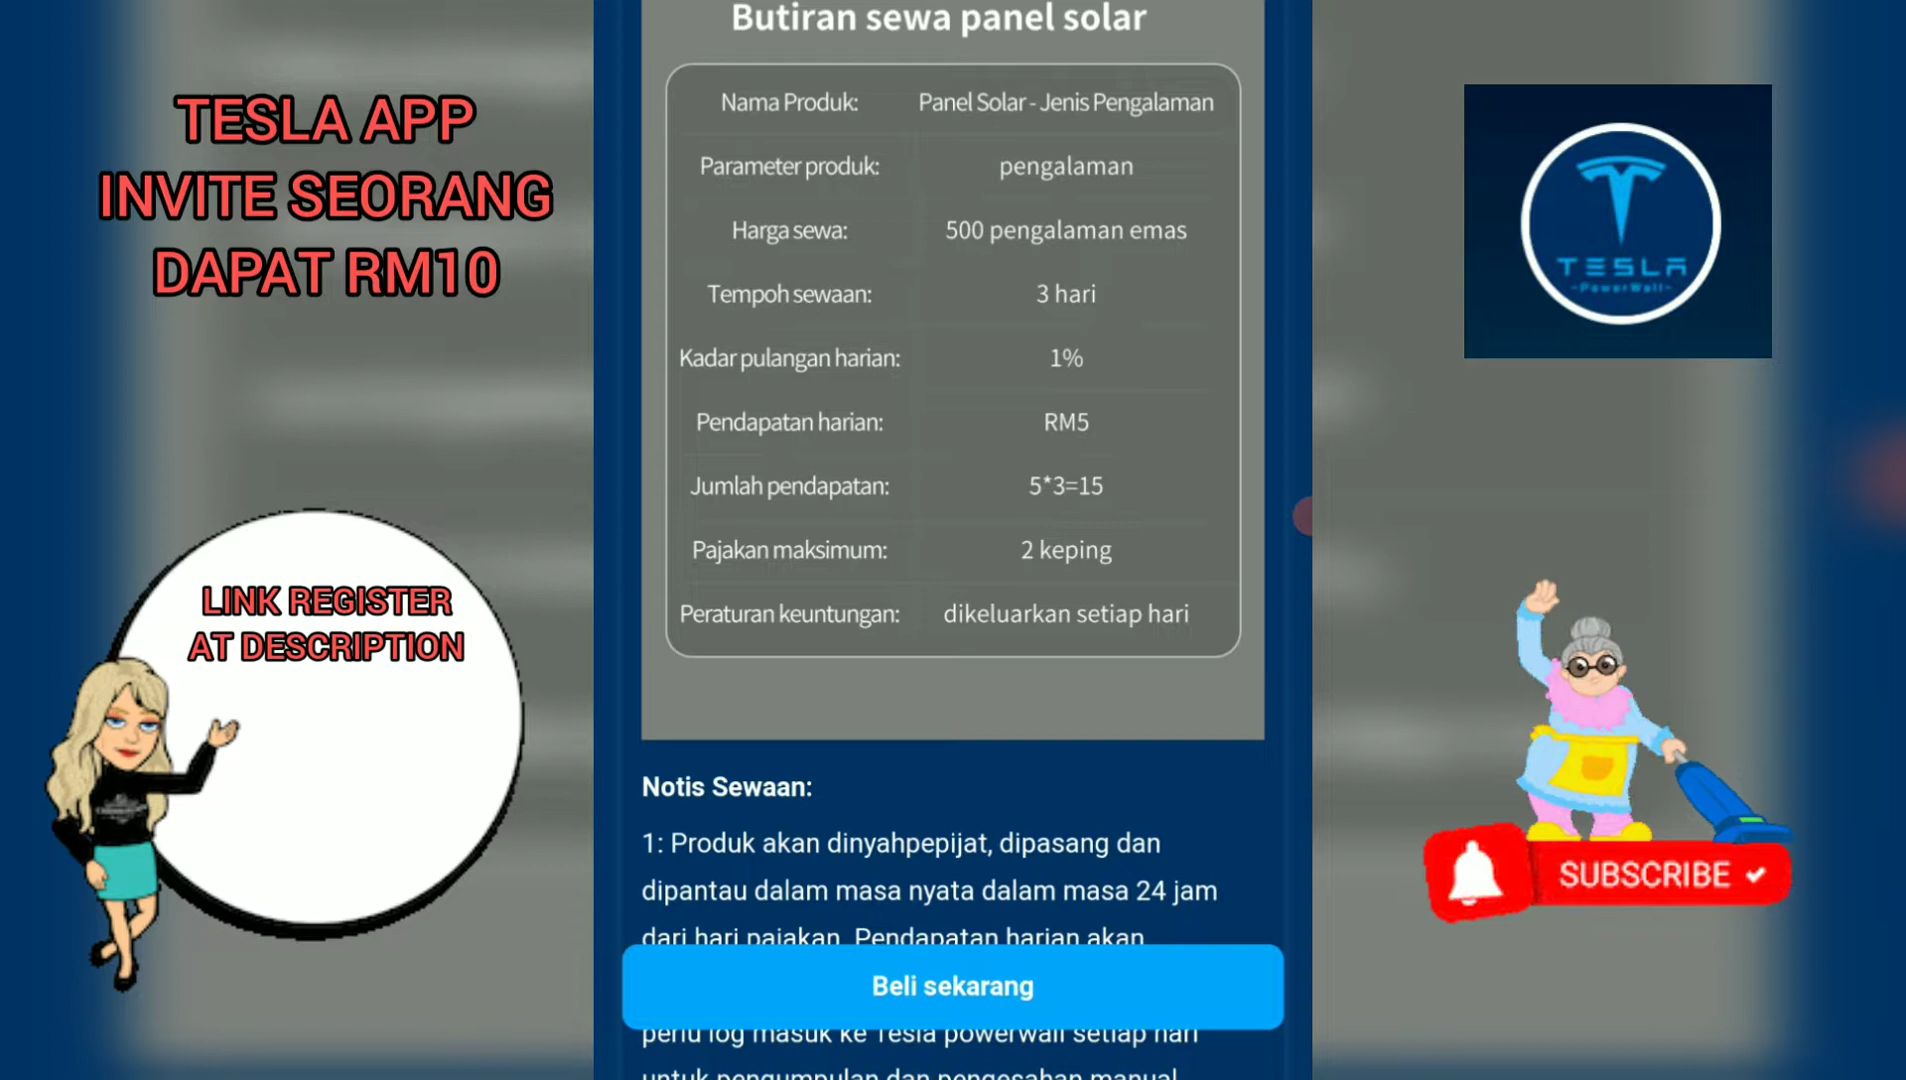 TESLA APP
INVITE SEORANG
DAPAT RM10
LINK REGISTER
AT DESCRIPTION
Butiran sewa panel solar
Nama Produk: Panel Solar - Jenis Pengalaman
Parameter produk: pengalaman
Harga sewa: 500 pengalaman emas
Tempoh sewaan: 3 hari
Kadar pulangan harian: 1%
Pendapatan harian: RM5
Jumlah pendapatan: 5*3=15
Pajakan maksimum: 2 keping
Peraturan keuntungan: dikeluarkan setiap hari
Notis Sewaan:
1: Produk akan dinyahpepijat, dipasang dan
dipantau dalam masa nyata dalam masa 24 jam
dari hari pajakan. Pendapatan harian akan
Beli sekarang
perlu log masuk ke Tesla powerwall setiap hari
untuk pengumpulan dan pengesahan manual
TESLA
-PowerWall-
SUBSCRIBE